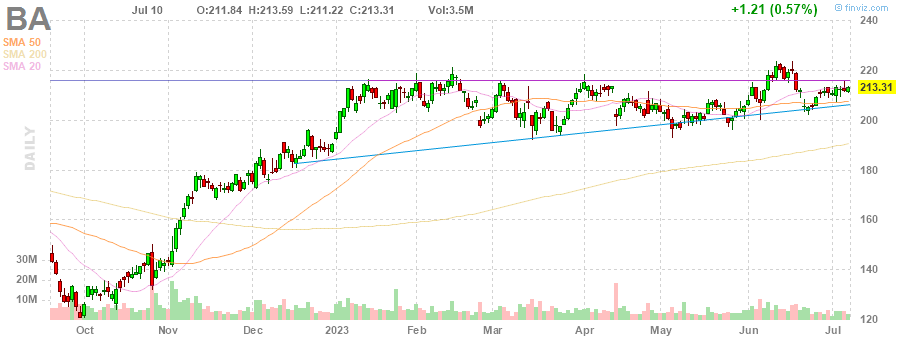 BA Jul 10 O:211.84 H:213.59 L:211.22 C:213.31 Vol:3.5M +1.21 (0.57%) @ finviz.com
SMA 50
SMA 200
SMA 20
DAILY
240
220
213.31
200
180
160
140
120
30M
20M
10M
Oct Nov Dec 2023 Feb Mar Apr May Jun Jul